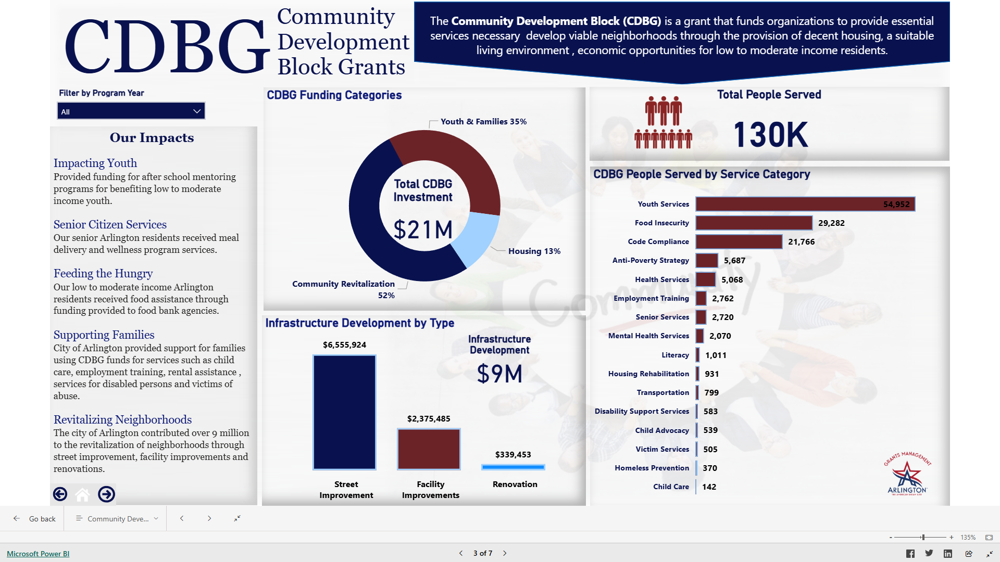 CDBG
Community
Development
Block Grants
The Community Development Block (CDBG) is a grant that funds organizations to provide essential
services necessary  develop viable neighborhoods through the provision of decent housing, a suitable
living environment , economic opportunities for low to moderate income residents.
Filter by Program Year
All
Our Impacts
Impacting Youth
Provided funding for after school mentoring
programs for benefiting low to moderate
income youth.
Senior Citizen Services
Our senior Arlington residents received meal
delivery and wellness program services.
Feeding the Hungry
Our low to moderate income Arlington
residents received food assistance through
funding provided to food bank agencies.
Supporting Families
City of Arlington provided support for families
using CDBG funds for services such as child
care, employment training, rental assistance ,
services for disabled persons and victims of
abuse.
Revitalizing Neighborhoods
The city of Arlington contributed over 9 million
to the revitalization of neighborhoods through
street improvement, facility improvements and
renovations.
CDBG Funding Categories
Youth & Families 35%
Total CDBG
Investment
$21M
Housing 13%
Community Revitalization
52%
Infrastructure Development by Type
Infrastructure
Development
$9M
$6,555,924
$2,375,485
$339,453
Street
Improvement
Facility
Improvements
Renovation
Total People Served
130K
CDBG People Served by Service Category
Youth Services 54,952
Food Insecurity 29,282
Code Compliance 21,766
Anti-Poverty Strategy 5,687
Health Services 5,068
Employment Training 2,762
Senior Services 2,720
Mental Health Services 2,070
Literacy 1,011
Housing Rehabilitation 931
Transportation 799
Disability Support Services 583
Child Advocacy 539
Victim Services 505
Homeless Prevention 370
Child Care 142
Community
GRANTS MANAGEMENT
ARLINGTON
THE AMERICAN DREAM CITY
Go back
Community Deve...
- + 135%
Microsoft Power BI
3 of 7